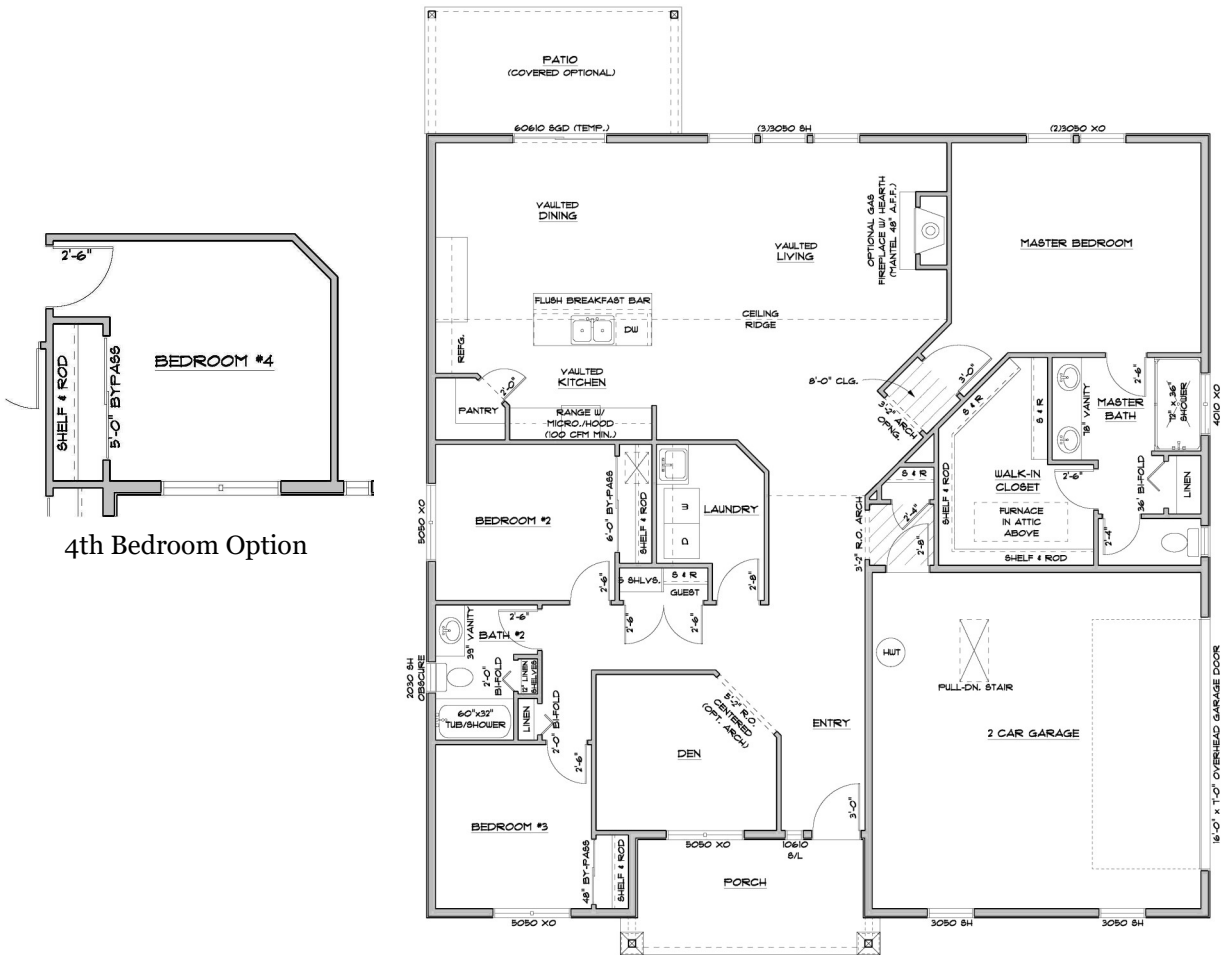 PATIO
(COVERED OPTIONAL)
60610 SGD (TEMP.)
(3)3050 SH
(2)3050 XO
VAULTED
DINING
VAULTED
LIVING
OPTIONAL GAS
FIREPLACE W/ HEARTH
(MANTEL 48" A.F.F.)
MASTER BEDROOM
FLUSH BREAKFAST BAR
DW
CEILING
RIDGE
REFG.
VAULTED
KITCHEN
2'-0"
PANTRY
RANGE W/
MICRO./HOOD
(100 CFM MIN.)
8'-0" CLG.
3'-0"
3'-2" ARCH
OPNG.
S & R
S & R
78" VANITY
2'-6"
MASTER
BATH
72" X 36"
SHOWER
4010 XO
2'-6"
5'-0" BYPASS
SHELF & ROD
BEDROOM #4
4th Bedroom Option
5050 XO
BEDROOM #2
6'-0" BY-PASS
SHELF & ROD
W
D
LAUNDRY
S & R
SHELF & ROD
WALK-IN
CLOSET
2'-6"
36" BI-FOLD
LINEN
FURNACE
IN ATTIC
ABOVE
2'-4"
2'-8"
3'-2" R.O. ARCH
SHELF & ROD
2'-4"
2'-6"
5 SHLVS.
S & R
GUEST
2'-8"
2'-6"
2'-6"
39" VANITY
2'-6"
BATH #2
2030 SH
OBSCURE
2'-0"
BI-FOLD
12" LINEN
SHELVES
60"x32"
TUB/SHOWER
LINEN
2'-0" BI-FOLD
2'-6"
5'-2" R.O.
CENTERED
(OPT. ARCH)
ENTRY
DEN
HWT
PULL-DN. STAIR
2 CAR GARAGE
16'-0" x 7'-0" OVERHEAD GARAGE DOOR
3'-0"
BEDROOM #3
48" BY-PASS
SHELF & ROD
5050 XO
10610
S/L
PORCH
5050 XO
3050 SH
3050 SH